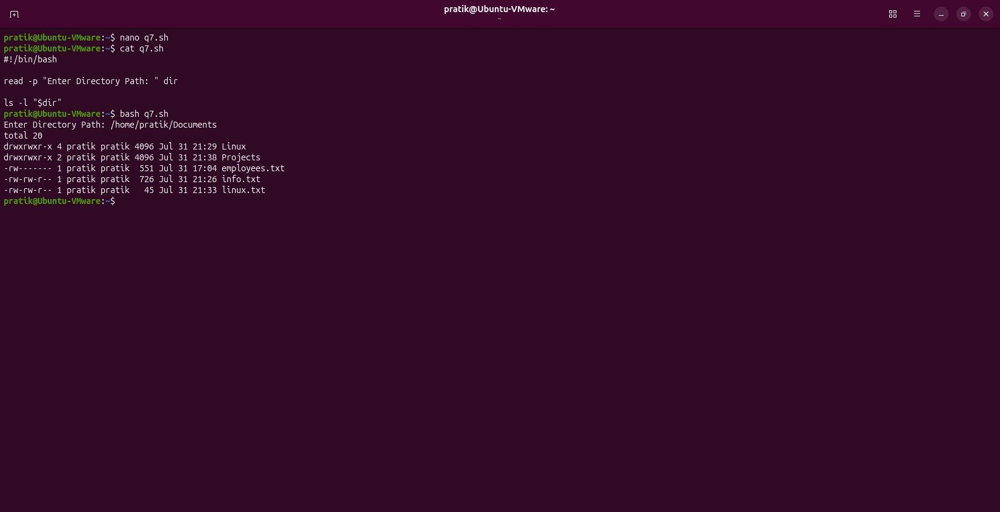 pratik@Ubuntu-VMware: ~
~
pratik@Ubuntu-VMware:~$ nano q7.sh
pratik@Ubuntu-VMware:~$ cat q7.sh
#!/bin/bash

read -p "Enter Directory Path: " dir

ls -l "$dir"
pratik@Ubuntu-VMware:~$ bash q7.sh
Enter Directory Path: /home/pratik/Documents
total 20
drwxrwxr-x 4 pratik pratik 4096 Jul 31 21:29 Linux
drwxrwxr-x 2 pratik pratik 4096 Jul 31 21:38 Projects
-rw------- 1 pratik pratik  551 Jul 31 17:04 employees.txt
-rw-rw-r-- 1 pratik pratik  726 Jul 31 21:26 info.txt
-rw-rw-r-- 1 pratik pratik   45 Jul 31 21:33 linux.txt
pratik@Ubuntu-VMware:~$